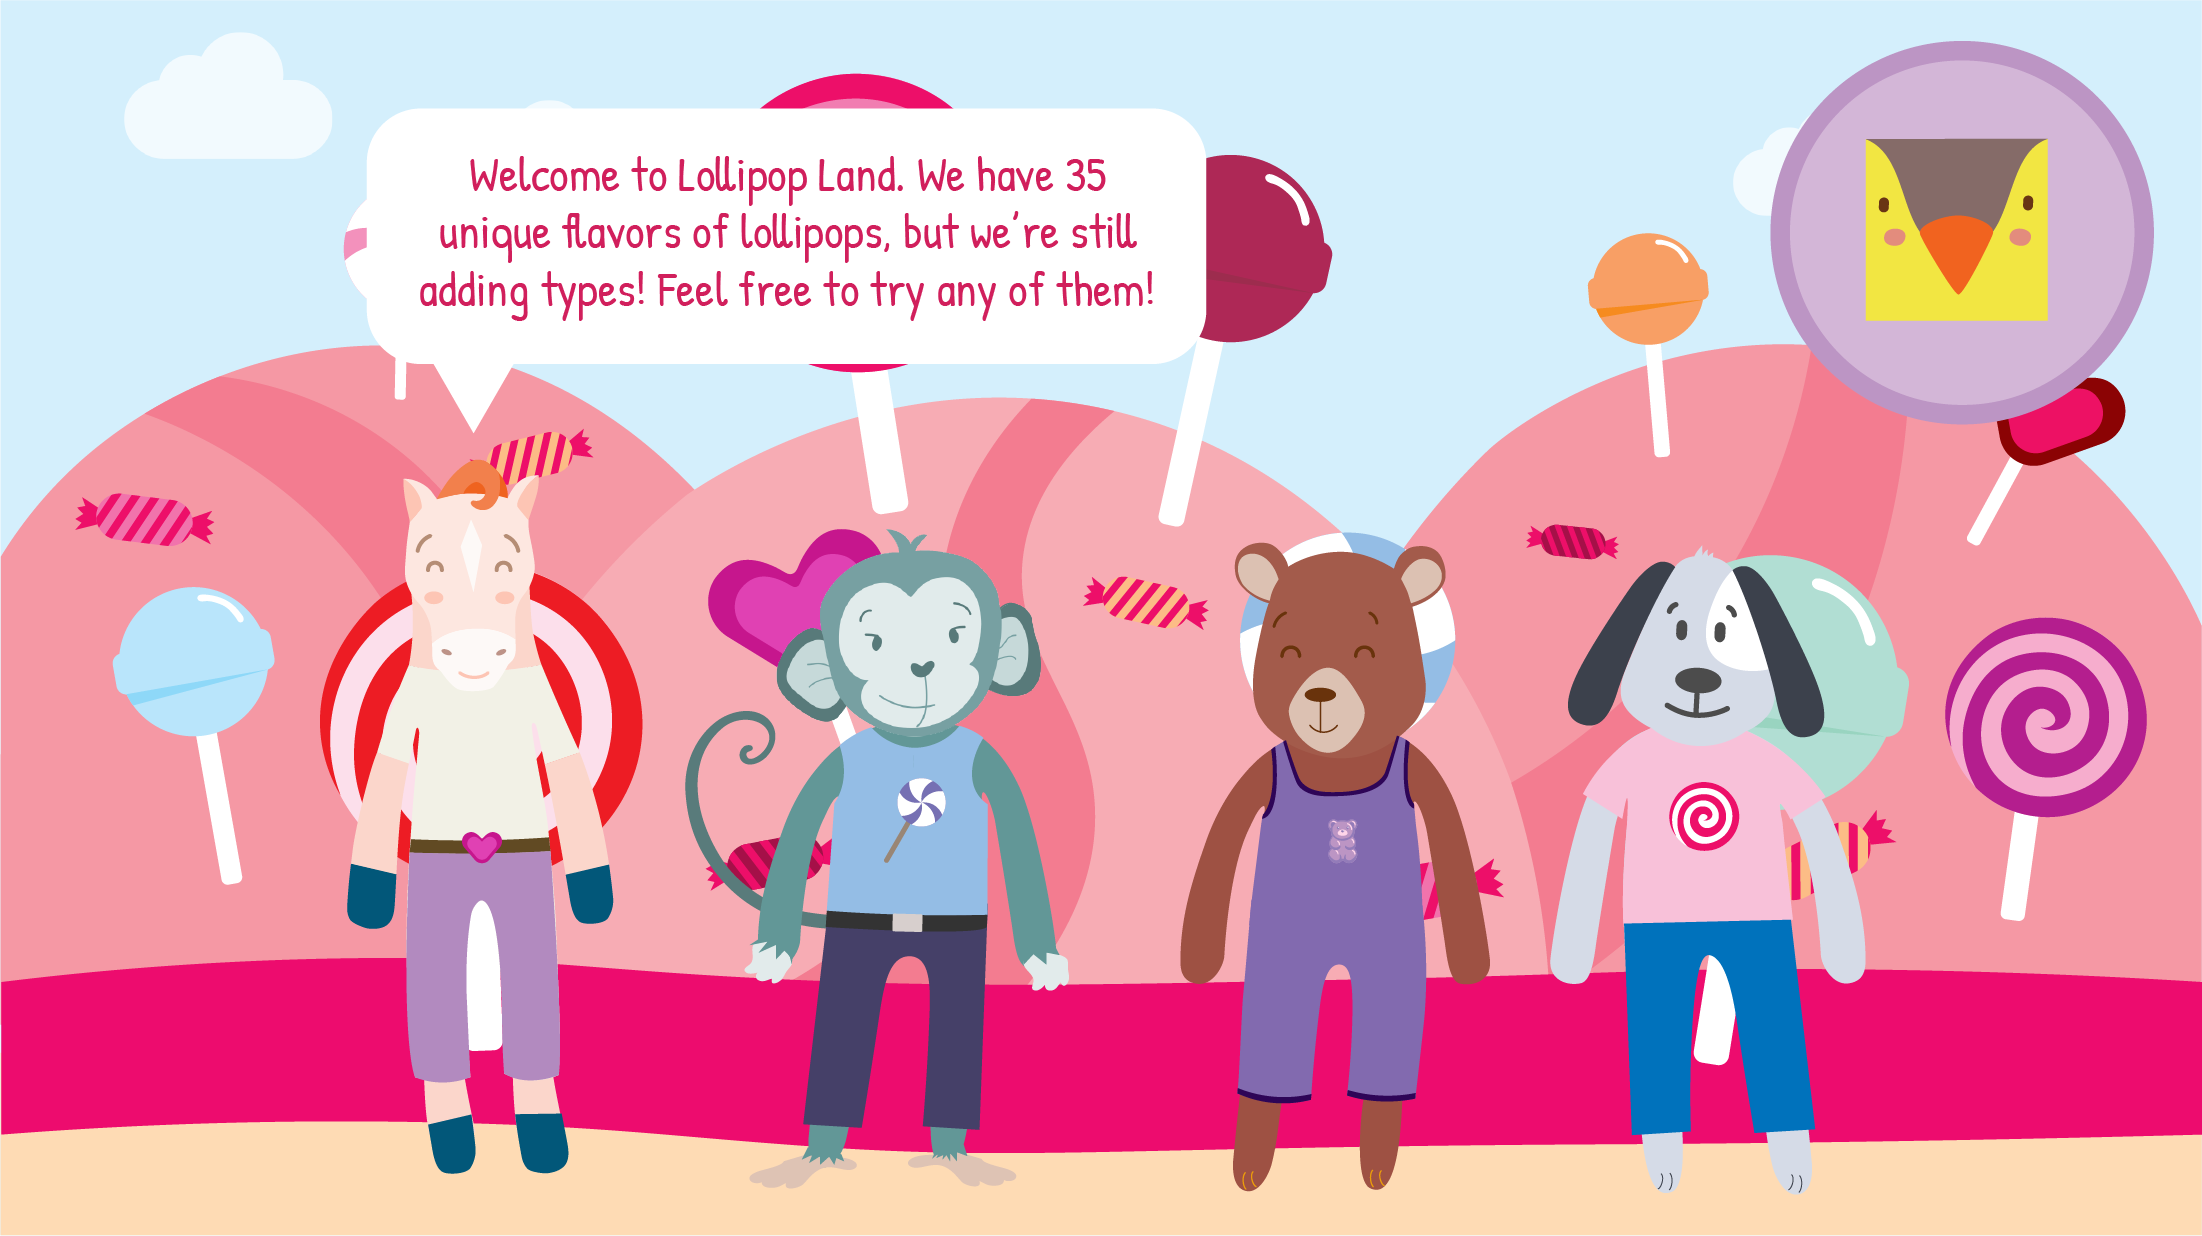 Welcome to Lollipop Land. We have 35
unique flavors of lollipops, but we're still
adding types! Feel free to try any of them!